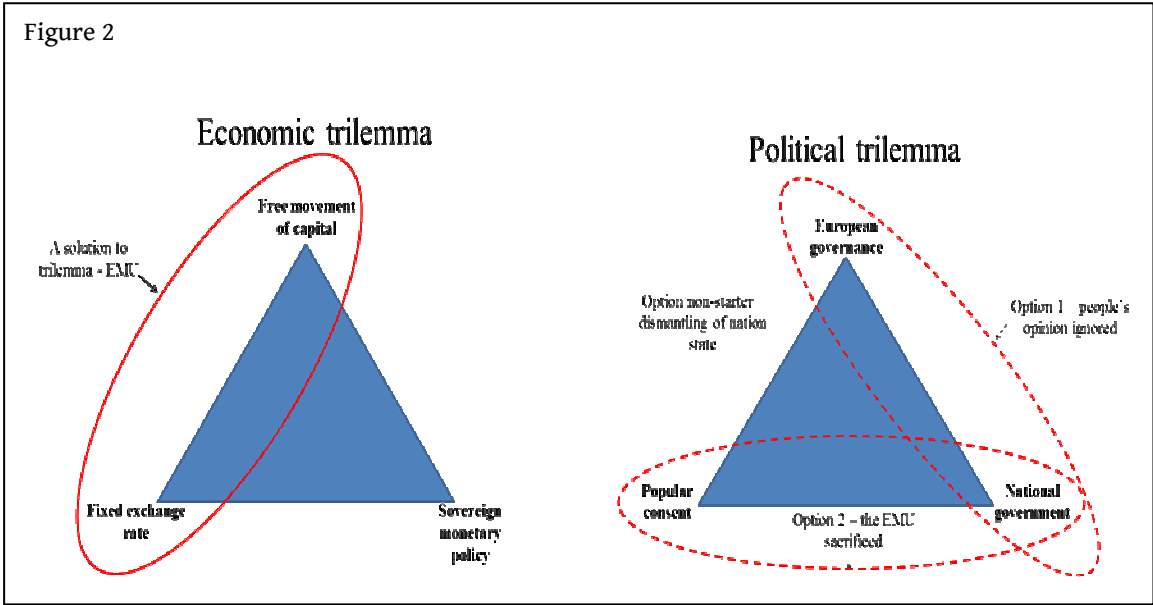 Figure 2
Economic trilemma
Free movement
of capital
A solution to
trilemma - EMU
Fixed exchange
rate
Sovereign
monetary
policy
Political trilemma
European
governance
Option non-starter
dismantling of nation
state
Option 1 – people's
opinion ignored
Popular
consent
National
government
Option 2 – the EMU
sacrificed